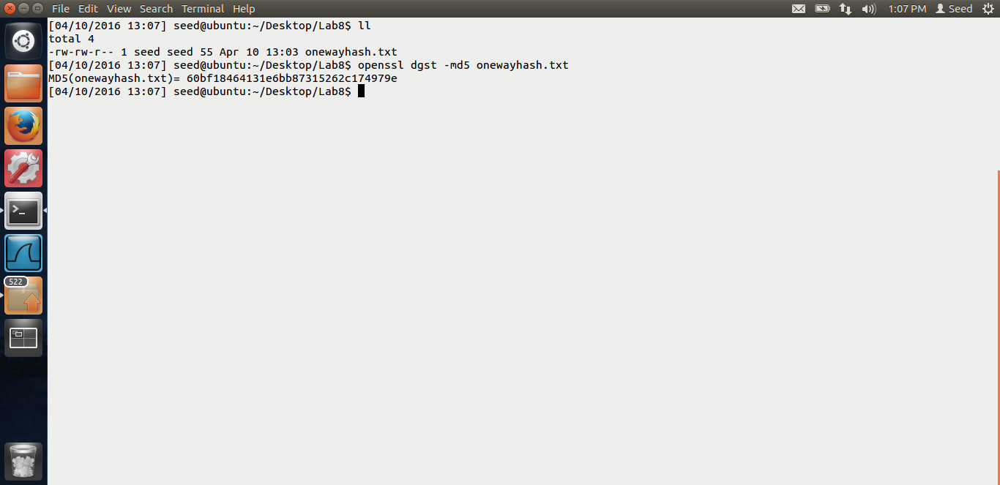 File Edit View Search Terminal Help 1:07 PM Seed
[04/10/2016 13:07] seed@ubuntu:~/Desktop/Lab8$ ll
total 4
-rw-rw-r-- 1 seed seed 55 Apr 10 13:03 onewayhash.txt
[04/10/2016 13:07] seed@ubuntu:~/Desktop/Lab8$ openssl dgst -md5 onewayhash.txt
MD5(onewayhash.txt)= 60bf18464131e6bb87315262c174979e
[04/10/2016 13:07] seed@ubuntu:~/Desktop/Lab8$
>_
522